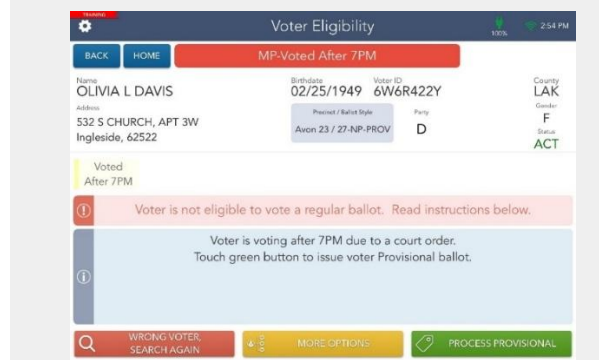 TRAINING
Voter Eligibility
100%
2:54 PM
BACK
HOME
MP-Voted After 7PM
Name
OLIVIA L DAVIS
Birthdate
02/25/1949
Voter ID
6W6R422Y
County
LAK
Address
532 S CHURCH, APT 3W
Ingleside, 62522
Precinct / Ballot Style
Avon 23 / 27-NP-PROV
Party
D
Gender
F
Status
ACT
Voted
After 7PM
Voter is not eligible to vote a regular ballot. Read instructions below.
Voter is voting after 7PM due to a court order.
Touch green button to issue voter Provisional ballot.
WRONG VOTER,
SEARCH AGAIN
MORE OPTIONS
PROCESS PROVISIONAL